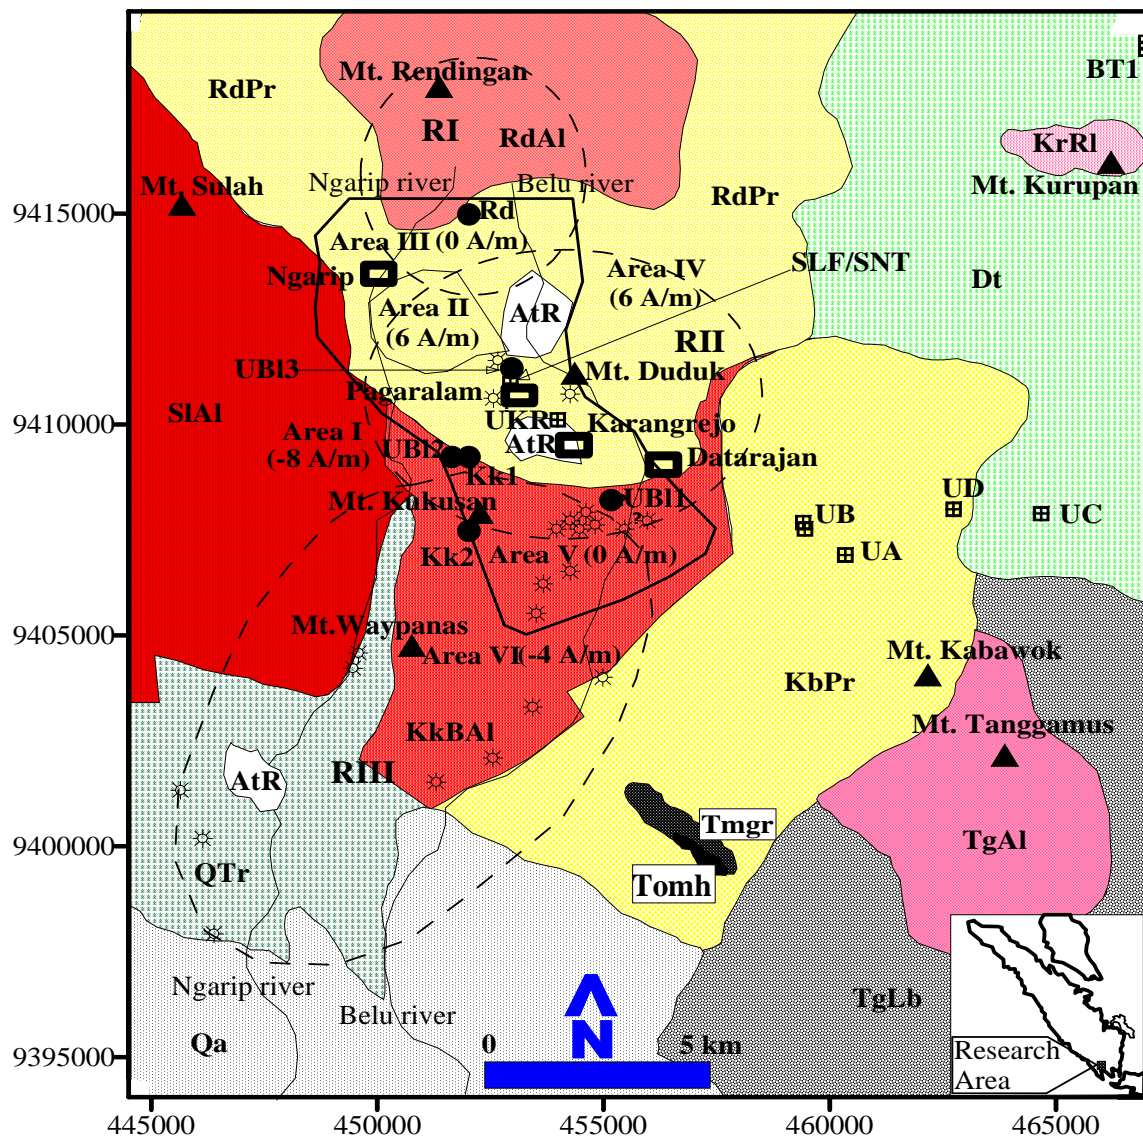 BT1
Mt. Rendingan
RdPr
RI
RdAl
KrRl
Mt. Sulah
Ngarip river
Belu river
RdPr
Mt. Kurupan
9415000
Rd
Area III (0 A/m)
Ngarip
Area IV
(6 A/m)
SLF/SNT
Dt
Area II
(6 A/m)
AtR
RII
UBl3
Pagaralam
Mt. Duduk
9410000
SlAl
Area I
(-8 A/m)
UBl2
Kk1
UKR
AtR
Karangrejo
Datarajan
Mt. Kukusan
UBl1
?
UD
UB
UC
Kk2
Area V (0 A/m)
UA
9405000
Mt.Waypanas
Area VI (-4 A/m)
Mt. Kabawok
KbPr
KkBAl
Mt. Tanggamus
AtR
RIII
9400000
Tmgr
TgAl
QTr
Tomh
Ngarip river
Belu river
TgLb
Qa
N
0
5 km
9395000
Research
Area
445000
450000
455000
460000
465000